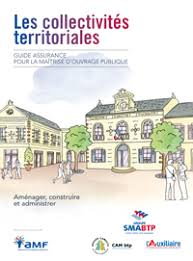 Les collectivités
territoriales
GUIDE ASSURANCE
POUR LA MAÎTRISE D'OUVRAGE PUBLIQUE
Aménager, construire
et administrer
GROUPE
SMABTP
AMF
CAM btp
L'Auxiliaire